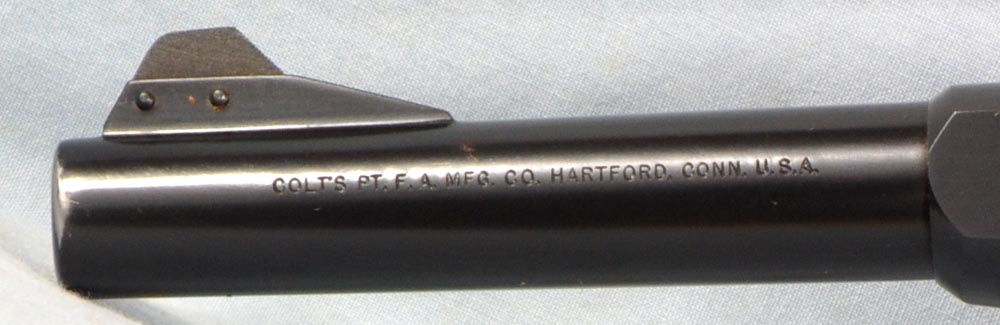 COLT'S PT. F. A. MFG. CO. HARTFORD, CONN. U.S.A.